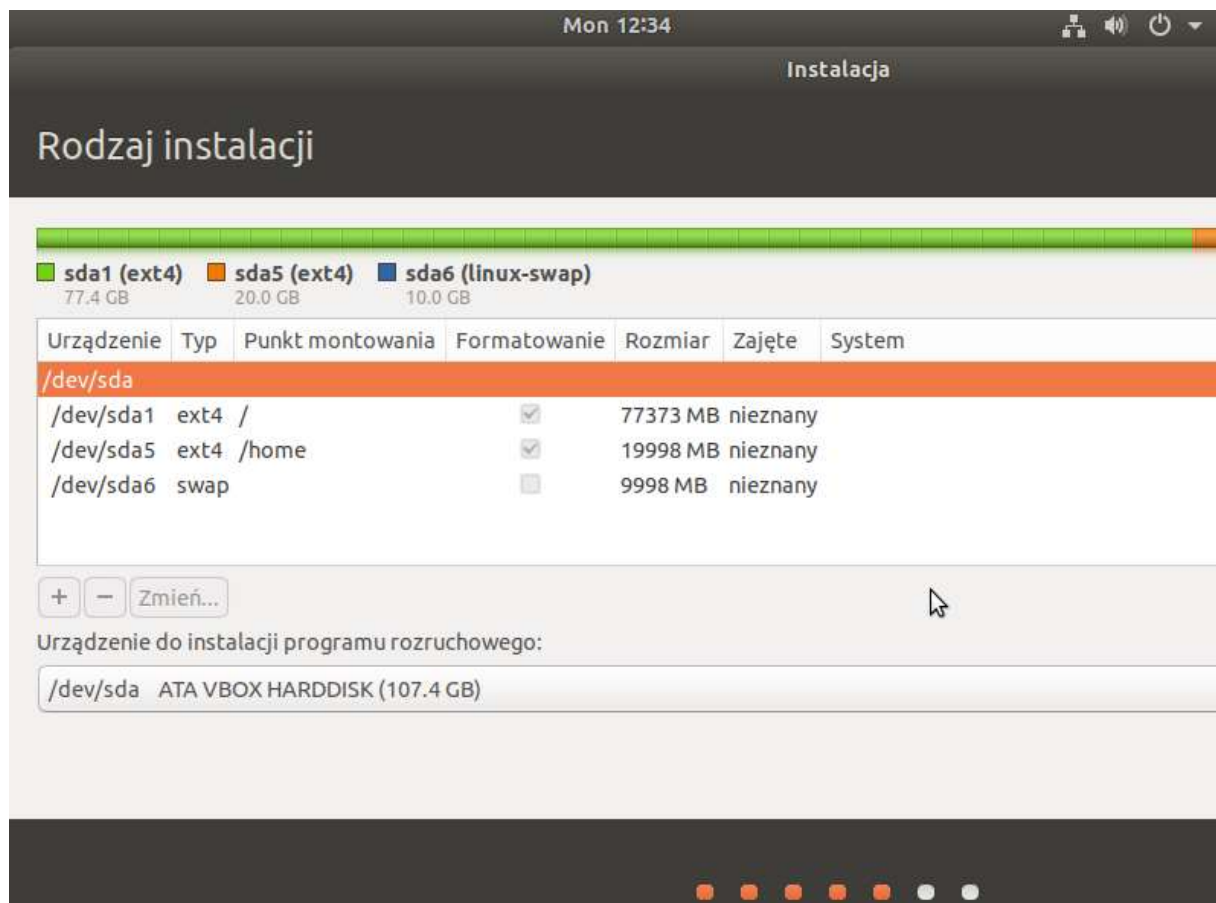 Mon 12:34
Instalacja
Rodzaj instalacji
sda1 (ext4) sda5 (ext4) sda6 (linux-swap)
77.4 GB 20.0 GB 10.0 GB
Urządzenie Typ Punkt montowania Formatowanie Rozmiar Zajęte System
/dev/sda
/dev/sda1 ext4 / 77373 MB nieznany
/dev/sda5 ext4 /home 19998 MB nieznany
/dev/sda6 swap 9998 MB nieznany
+ - Zmień...
Urządzenie do instalacji programu rozruchowego:
/dev/sda ATA VBOX HARDDISK (107.4 GB)